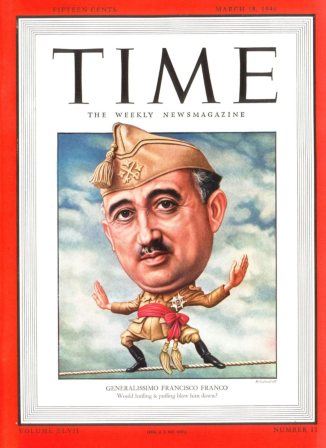 FIFTEEN CENTS MARCH 18, 1946
TIME
THE WEEKLY NEWSMAGAZINE
GENERALISSIMO FRANCISCO FRANCO
Would huffing & puffing blow him down?
VOLUME XLVII NUMBER 11